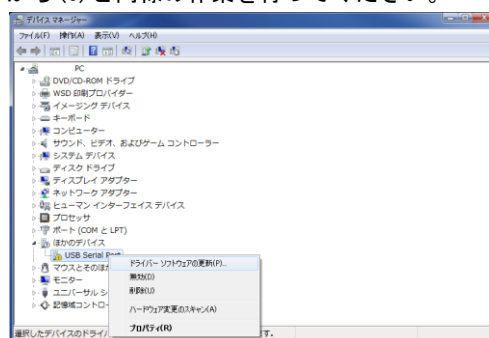 から(6)と同様の作業を行ってください。
デバイス マネージャー
ファイル(F) 操作(A) 表示(V) ヘルプ(H)
PC
DVD/CD-ROM ドライブ
WSD 印刷プロバイダー
イメージング デバイス
キーボード
コンピューター
サウンド、ビデオ、およびゲーム コントローラー
システム デバイス
ディスク ドライブ
ディスプレイ アダプター
ネットワーク アダプター
ヒューマン インターフェイス デバイス
プロセッサ
ポート (COM と LPT)
ほかのデバイス
USB Serial Port
ドライバー ソフトウェアの更新(P)...
マウスとそのほ
無効(D)
モニター
削除(U)
ユニバーサル シ
ハードウェア変更のスキャン(A)
記憶域コントロー
プロパティ(R)
選択したデバイスのドライバ
す。